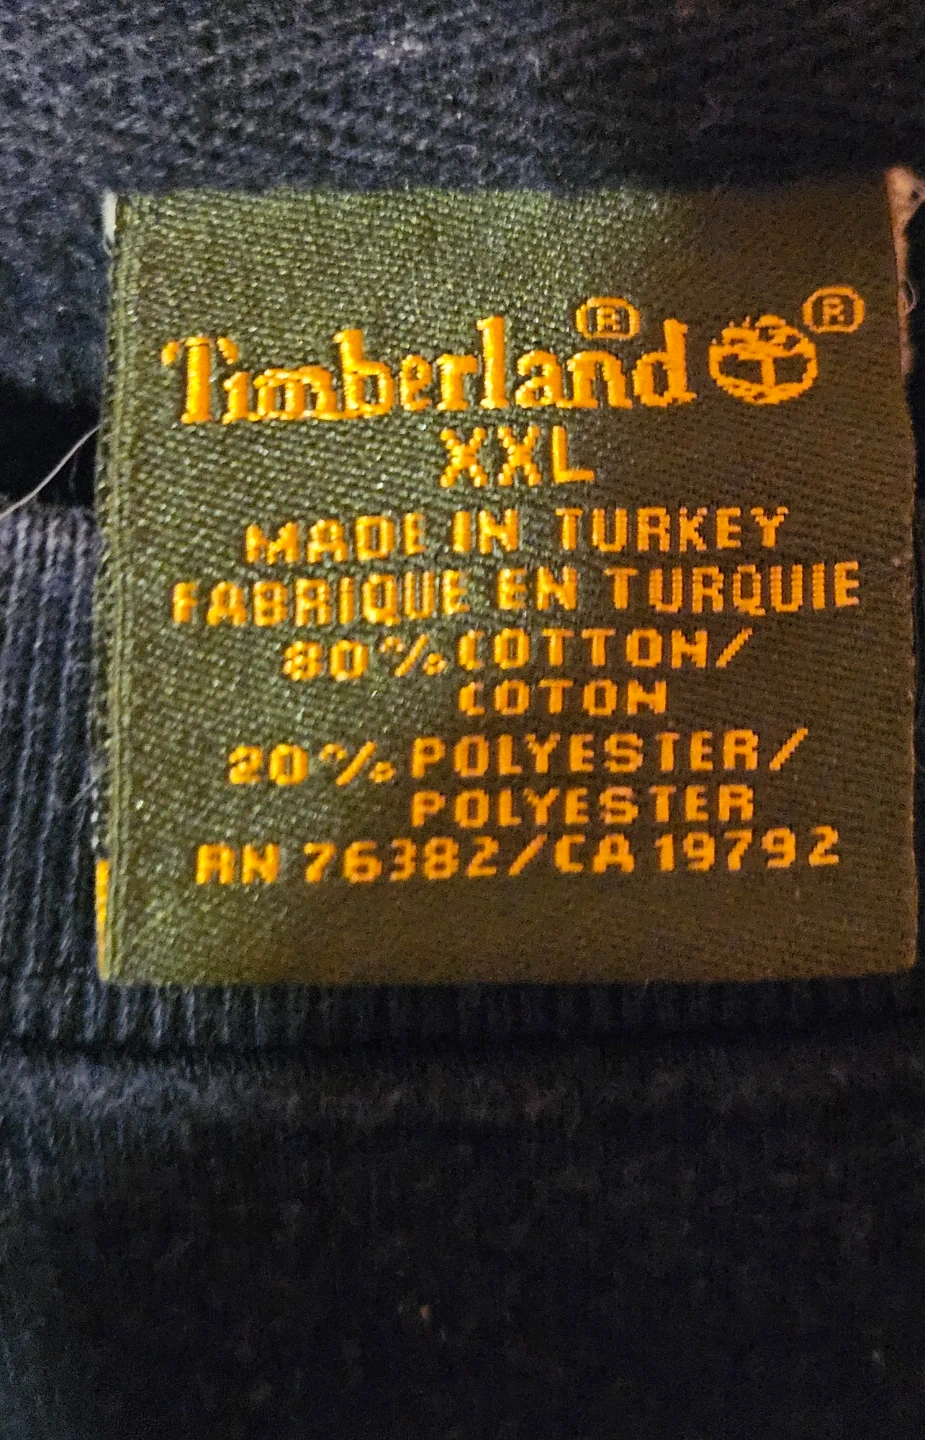 Timberland® ®
XXL
MADE IN TURKEY
FABRIQUE EN TURQUIE
80% COTTON/
COTON
20% POLYESTER/
POLYESTER
RN 76382/CA 19792